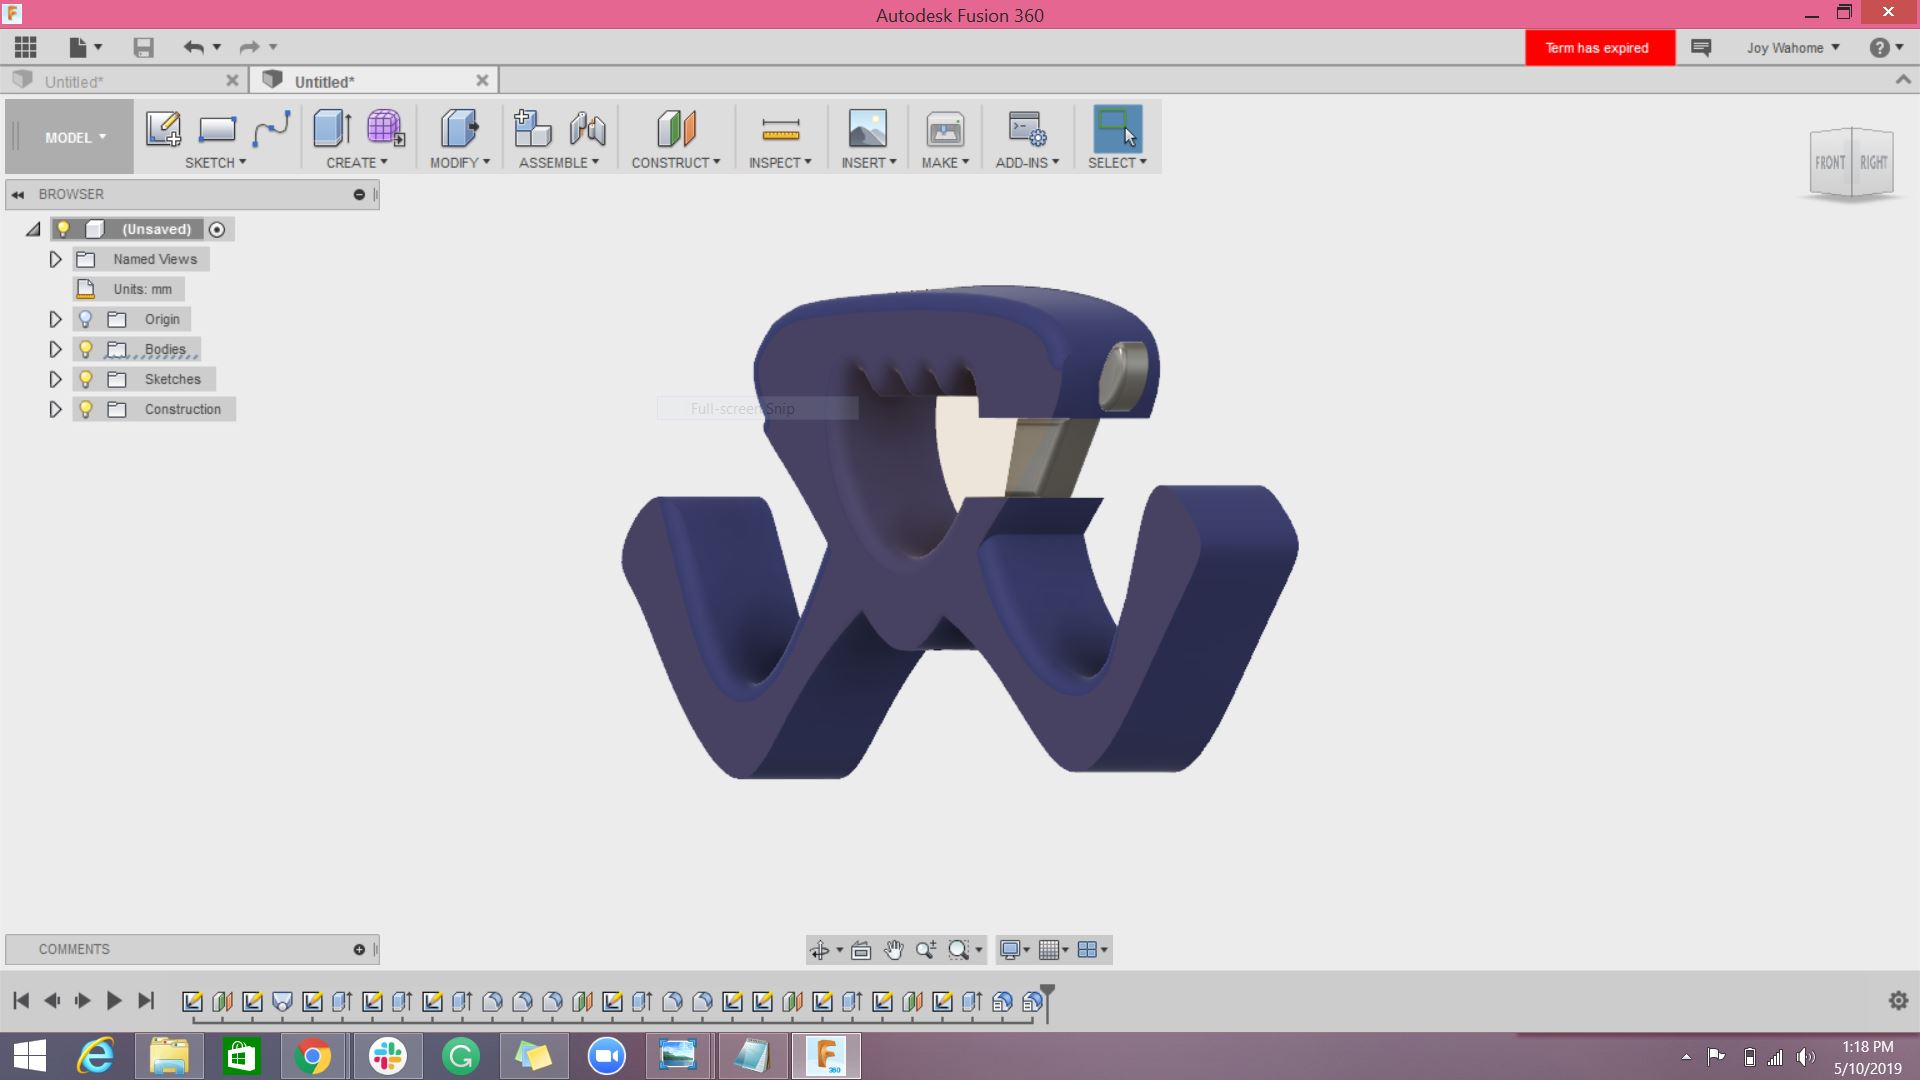 Autodesk Fusion 360
Term has expired
Joy Wahome
Untitled*
Untitled*
MODEL
SKETCH
CREATE
MODIFY
ASSEMBLE
CONSTRUCT
INSPECT
INSERT
MAKE
ADD-INS
SELECT
FRONT
RIGHT
BROWSER
(Unsaved)
Named Views
Units: mm
Origin
Bodies
Sketches
Construction
Full-screen Snip
COMMENTS
1:18 PM
5/10/2019